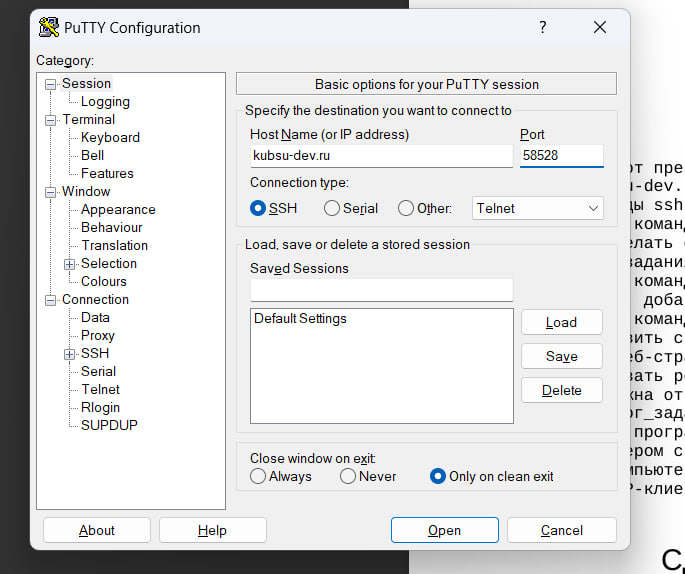 PuTTY Configuration
?
Category:
Session
Logging
Terminal
Keyboard
Bell
Features
Window
Appearance
Behaviour
Translation
Selection
Colours
Connection
Data
Proxy
SSH
Serial
Telnet
Rlogin
SUPDUP
Basic options for your PuTTY session
Specify the destination you want to connect to
Host Name (or IP address) Port
kubsu-dev.ru 58528
Connection type:
SSH Serial Other: Telnet
Load, save or delete a stored session
Saved Sessions
Default Settings
Load
Save
Delete
Close window on exit:
Always Never Only on clean exit
About Help Open Cancel
от пре
u-dev.
ды ssh
команд
елать
задани
команд
доба
команд
вить с
еб-стра
вать р
жна от
ог_зада
програ
ером с
мпьюте
Р-клие